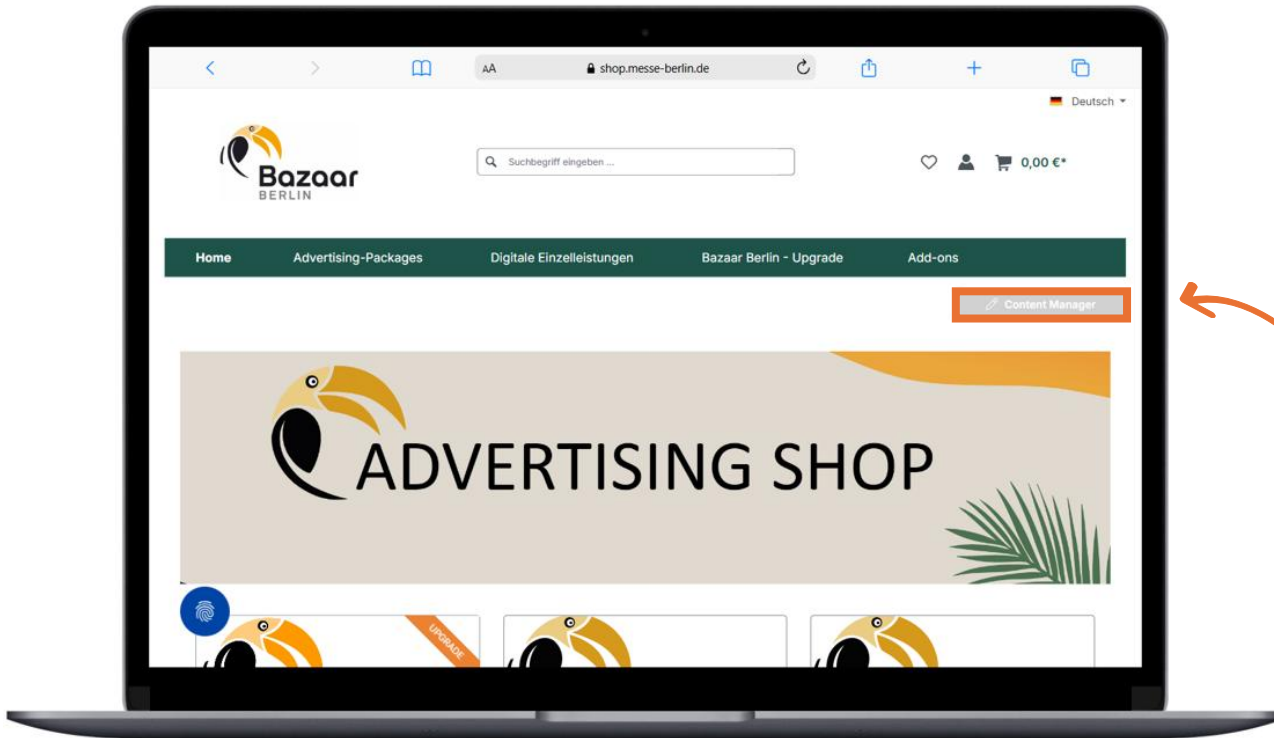 AA shop.messe-berlin.de
Deutsch
Bazaar
BERLIN
Suchbegriff eingeben ...
0,00 €*
Home Advertising-Packages Digitale Einzelleistungen Bazaar Berlin - Upgrade Add-ons
Content Manager
ADVERTISING SHOP
UPGRADE